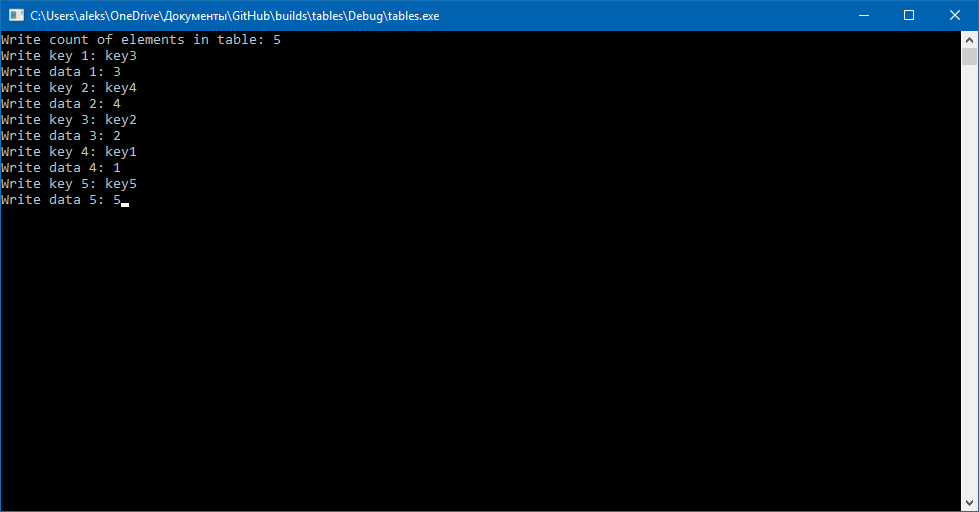 C:\Users\aleks\OneDrive\Документы\GitHub\builds\tables\Debug\tables.exe
Write count of elements in table: 5
Write key 1: key3
Write data 1: 3
Write key 2: key4
Write data 2: 4
Write key 3: key2
Write data 3: 2
Write key 4: key1
Write data 4: 1
Write key 5: key5
Write data 5: 5